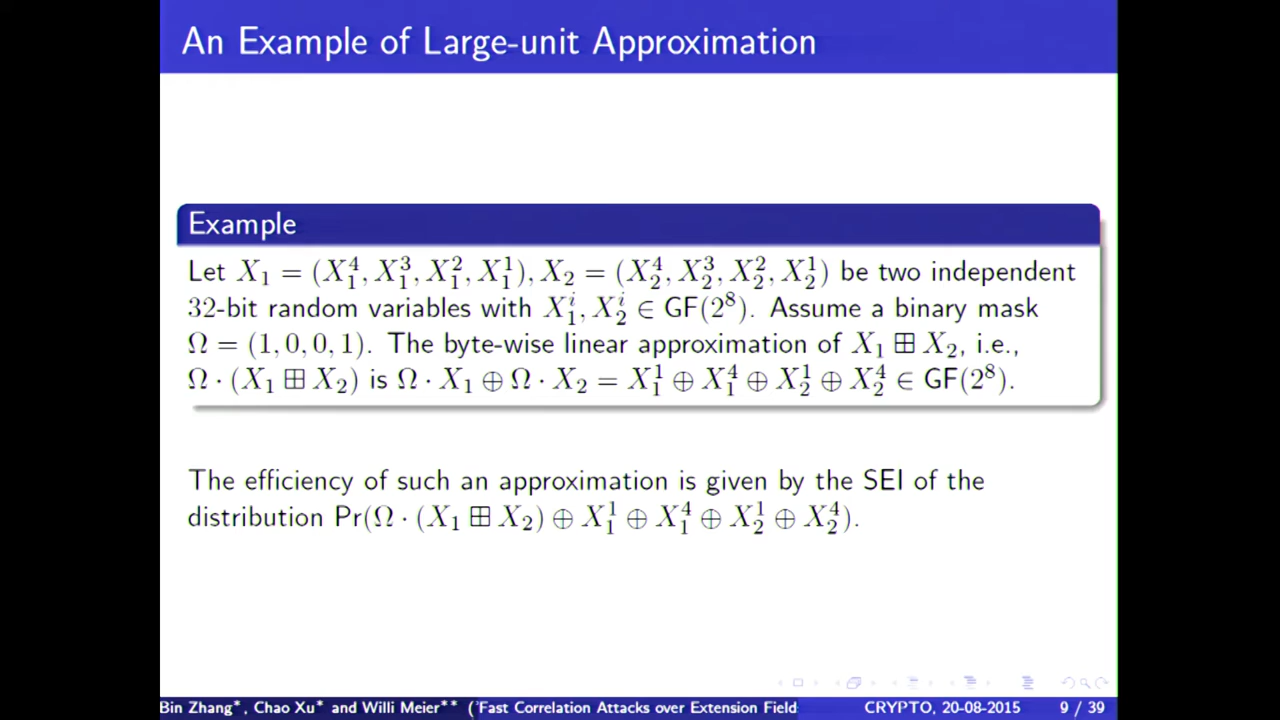 An Example of Large-unit Approximation
Example
Let X₁ = (X₁⁴, X₁³, X₁², X₁¹), X₂ = (X₂⁴, X₂³, X₂², X₂¹) be two independent
32-bit random variables with X₁ⁱ, X₂ⁱ ∈ GF(2⁸). Assume a binary mask
Ω = (1, 0, 0, 1). The byte-wise linear approximation of X₁ ⊞ X₂, i.e.,
Ω · (X₁ ⊞ X₂) is Ω · X₁ ⊕ Ω · X₂ = X₁¹ ⊕ X₁⁴ ⊕ X₂¹ ⊕ X₂⁴ ∈ GF(2⁸).
The efficiency of such an approximation is given by the SEI of the
distribution Pr(Ω · (X₁ ⊞ X₂) ⊕ X₁¹ ⊕ X₁⁴ ⊕ X₂¹ ⊕ X₂⁴).
Bin Zhang*, Chao Xu* and Willi Meier** ('Fast Correlation Attacks over Extension Field CRYPTO, 20-08-2015 9 / 39